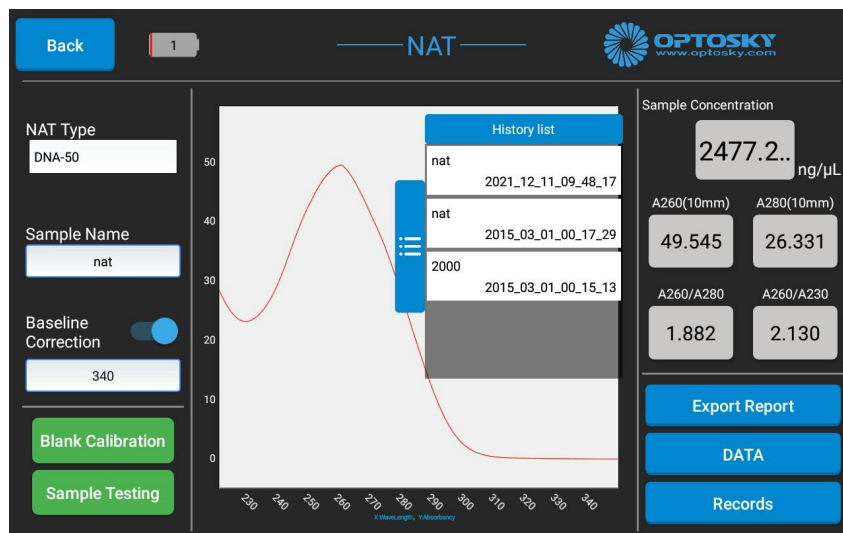 Back
1
NAT
OPTOSKY
www.optosky.com
NAT Type
DNA-50
Sample Name
nat
Baseline
Correction
340
Blank Calibration
Sample Testing
50
40
30
20
10
0
230 240 250 260 270 280 290 300 310 320 330 340
X:WaveLength, Y:Absorbancy
History list
nat
2021_12_11_09_48_17
nat
2015_03_01_00_17_29
2000
2015_03_01_00_15_13
Sample Concentration
2477.2..
ng/µL
A260(10mm) A280(10mm)
49.545 26.331
A260/A280 A260/A230
1.882 2.130
Export Report
DATA
Records